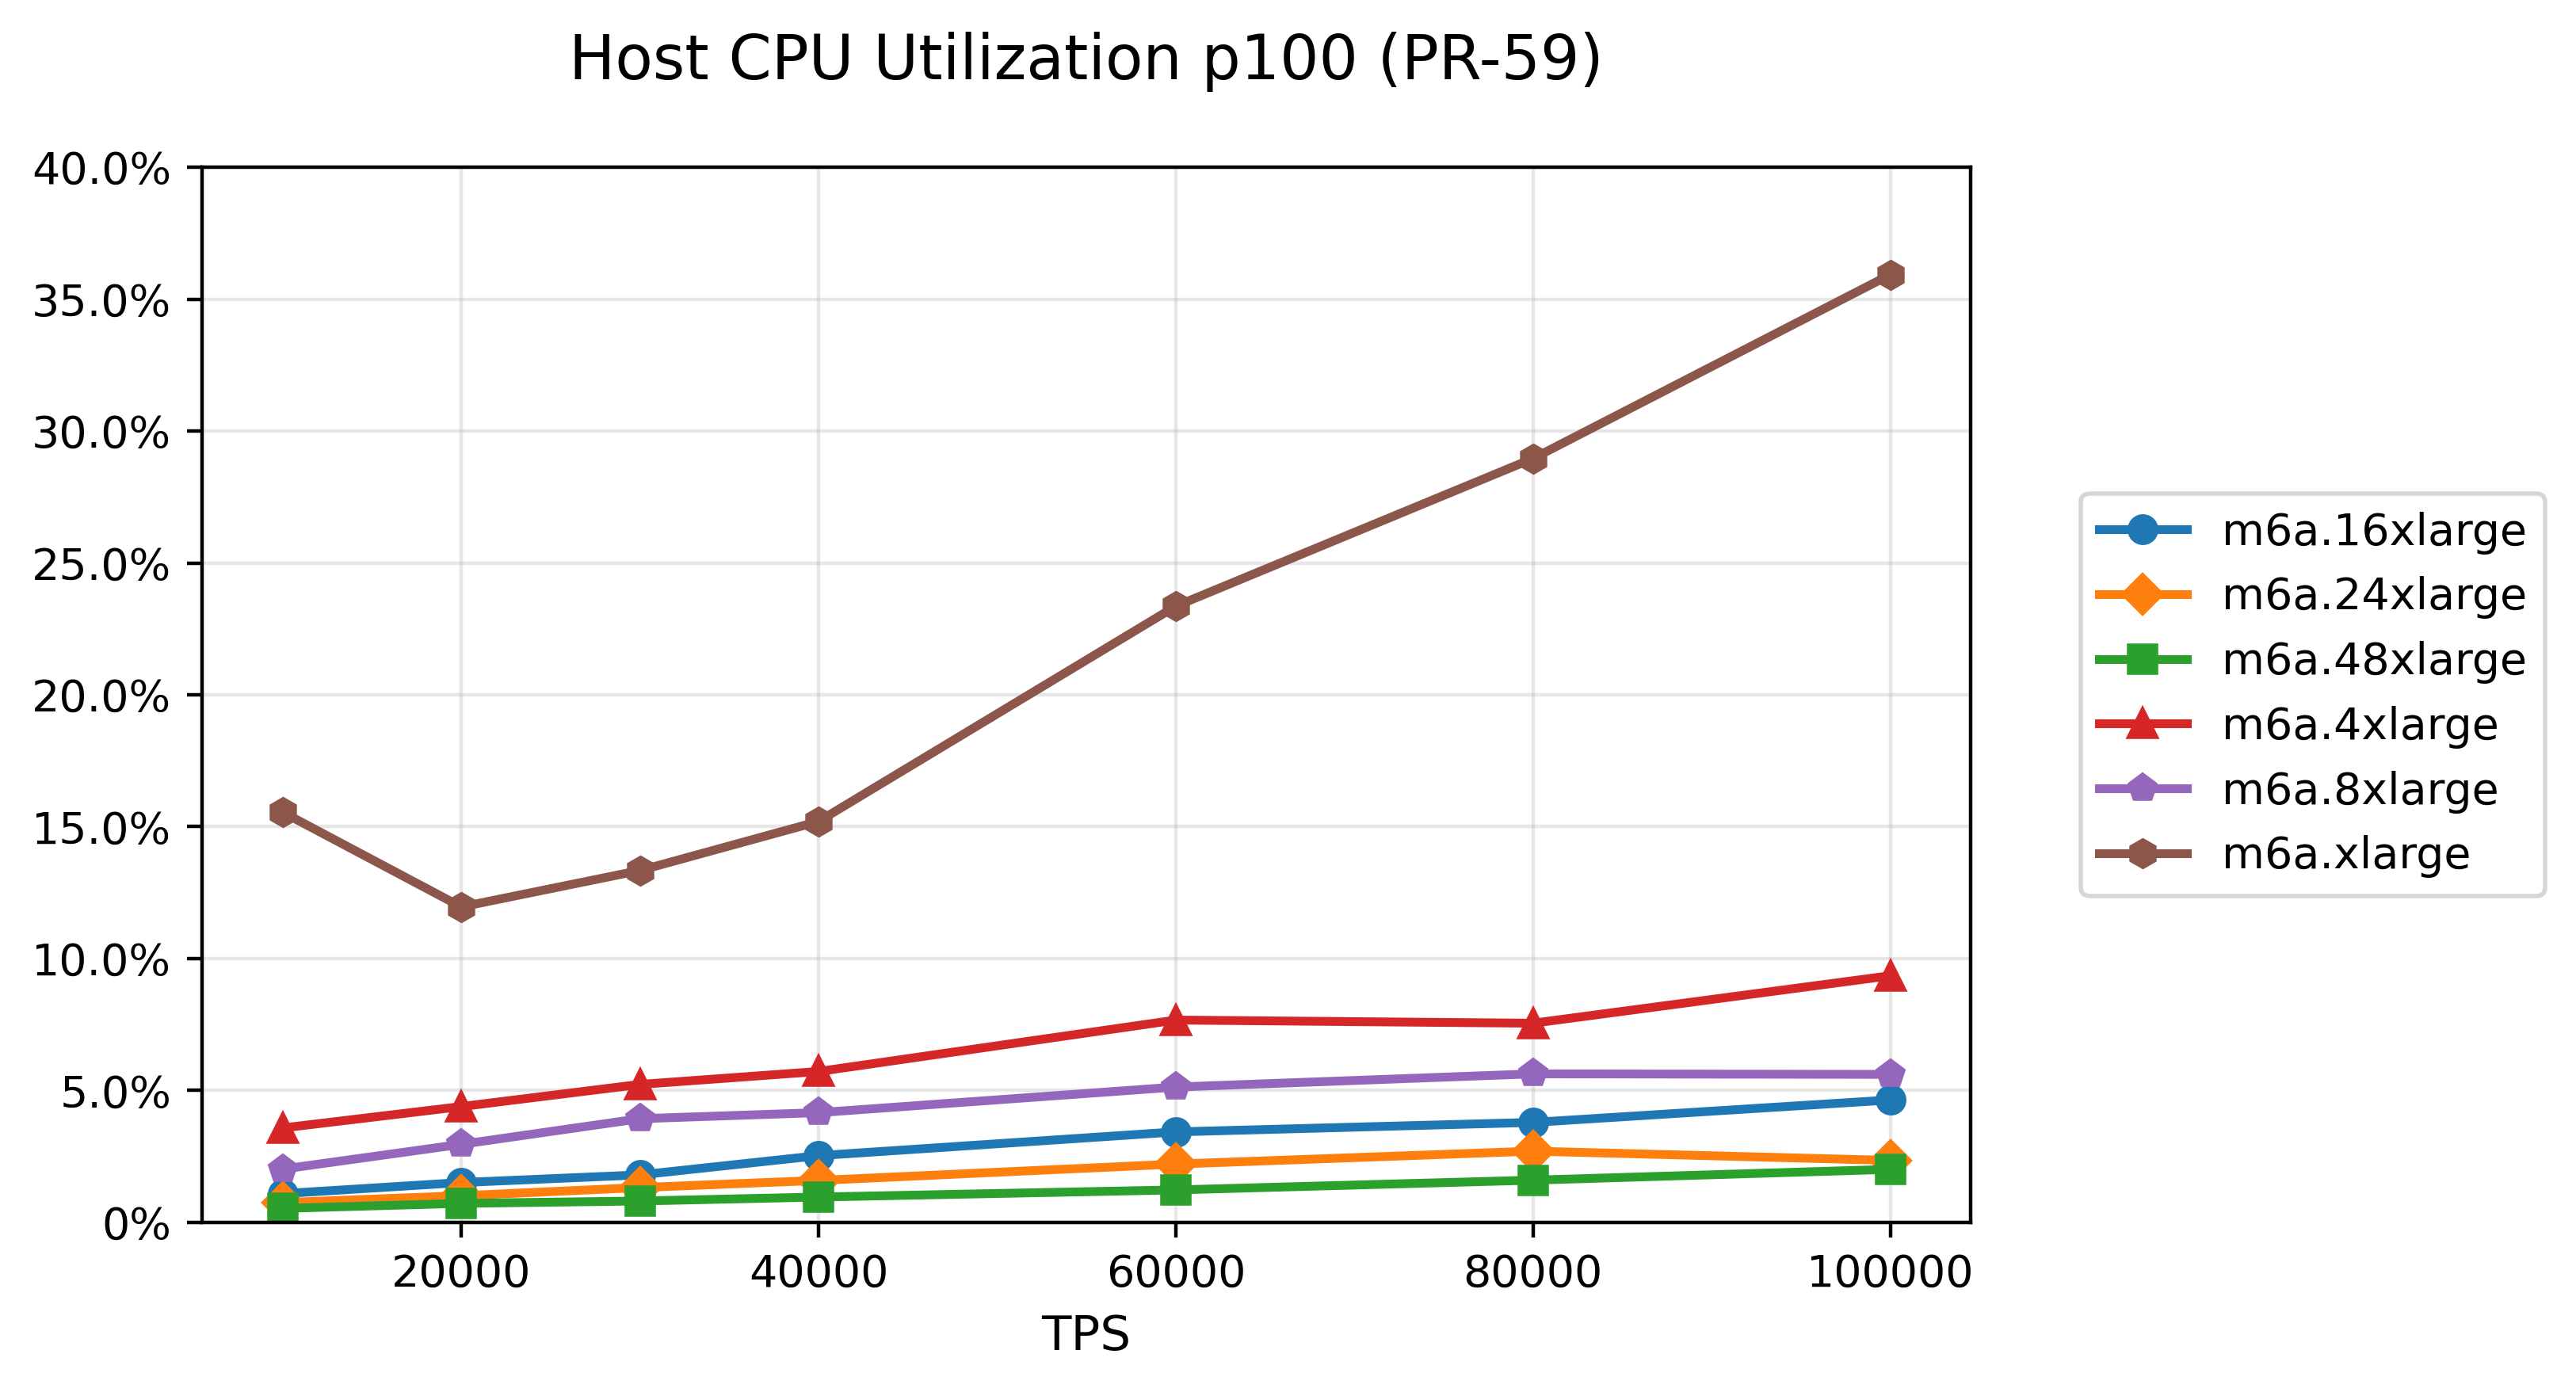 Host CPU Utilization p100 (PR-59)
40.0%
35.0%
30.0%
25.0%
20.0%
15.0%
10.0%
5.0%
0%
20000 40000 60000 80000 100000
TPS
m6a.16xlarge
m6a.24xlarge
m6a.48xlarge
m6a.4xlarge
m6a.8xlarge
m6a.xlarge